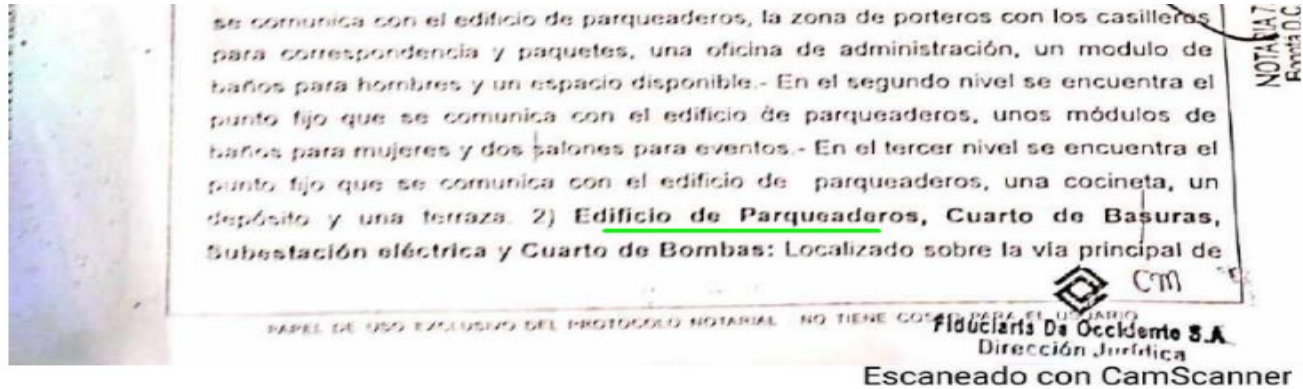 se comunica con el edificio de parqueaderos, la zona de porteros con los casilleros
para correspondencia y paquetes, una oficina de administración, un modulo de
baños para hombres y un espacio disponible.- En el segundo nivel se encuentra el
punto fijo que se comunica con el edificio de parqueaderos, unos módulos de
baños para mujeres y dos salones para eventos.- En el tercer nivel se encuentra el
punto fijo que se comunica con el edificio de parqueaderos, una cocineta, un
depósito y una terraza. 2) Edificio de Parqueaderos, Cuarto de Basuras,
Subestación eléctrica y Cuarto de Bombas: Localizado sobre la vía principal de
CM
PAPEL DE USO EXCLUSIVO DEL PROTOCOLO NOTARIAL NO TIENE COSTO PARA EL USUARIO
Fiduciaria De Occidente S.A.
Dirección Jurídica
Escaneado con CamScanner
NOTARIA 7